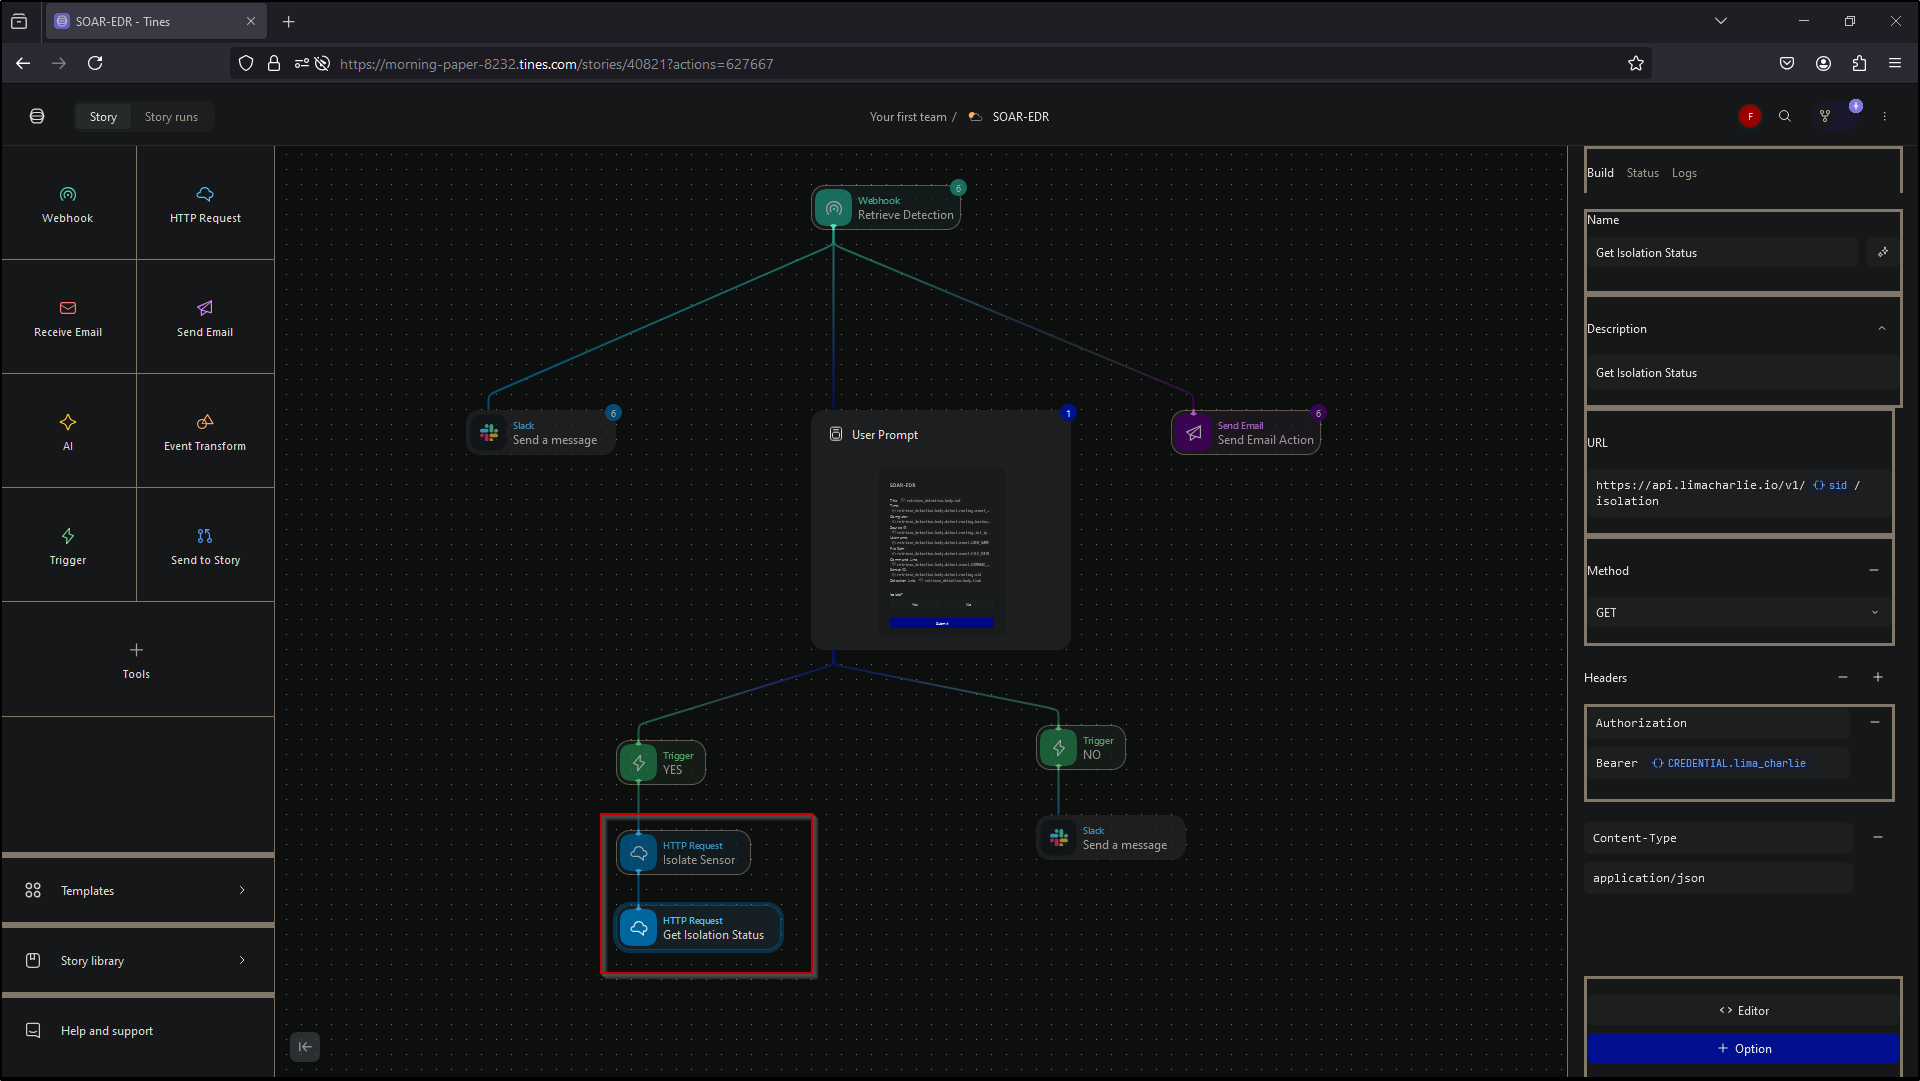 SOAR-EDR - Tines
https://morning-paper-8232.tines.com/stories/40821?actions=627667
Story
Story runs
Your first team / SOAR-EDR
F
Webhook
HTTP Request
Receive Email
Send Email
AI
Event Transform
Trigger
Send to Story
Tools
Templates
Story library
Help and support
Webhook
Retrieve Detection
6
Slack
Send a message
6
User Prompt
1
SOAR-EDR
Yes
No
Submit
Send Email
Send Email Action
6
Trigger
YES
Trigger
NO
HTTP Request
Isolate Sensor
HTTP Request
Get Isolation Status
Slack
Send a message
Build
Status
Logs
Name
Get Isolation Status
Description
Get Isolation Status
URL
https://api.limacharlie.io/v1/ {} sid /
isolation
Method
GET
Headers
Authorization
Bearer {} CREDENTIAL.lima_charlie
Content-Type
application/json
<> Editor
+ Option